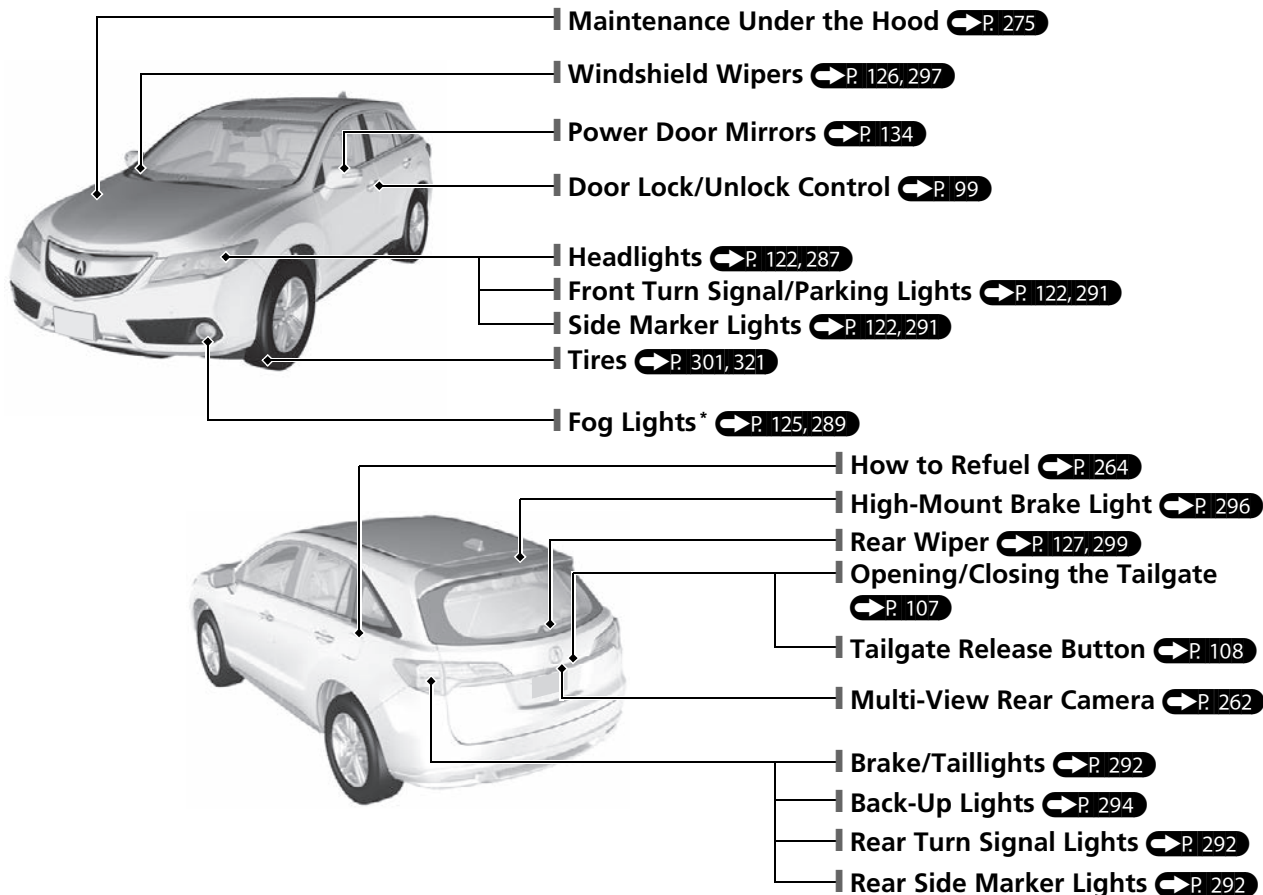 Maintenance Under the Hood P. 275
Windshield Wipers P. 126, 297
Power Door Mirrors P. 134
Door Lock/Unlock Control P. 99
Headlights P. 122, 287
Front Turn Signal/Parking Lights P. 122, 291
Side Marker Lights P. 122, 291
Tires P. 301, 321
Fog Lights* P. 125, 289
How to Refuel P. 264
High-Mount Brake Light P. 296
Rear Wiper P. 127, 299
Opening/Closing the Tailgate
P. 107
Tailgate Release Button P. 108
Multi-View Rear Camera P. 262
Brake/Taillights P. 292
Back-Up Lights P. 294
Rear Turn Signal Lights P. 292
Rear Side Marker Lights P. 292